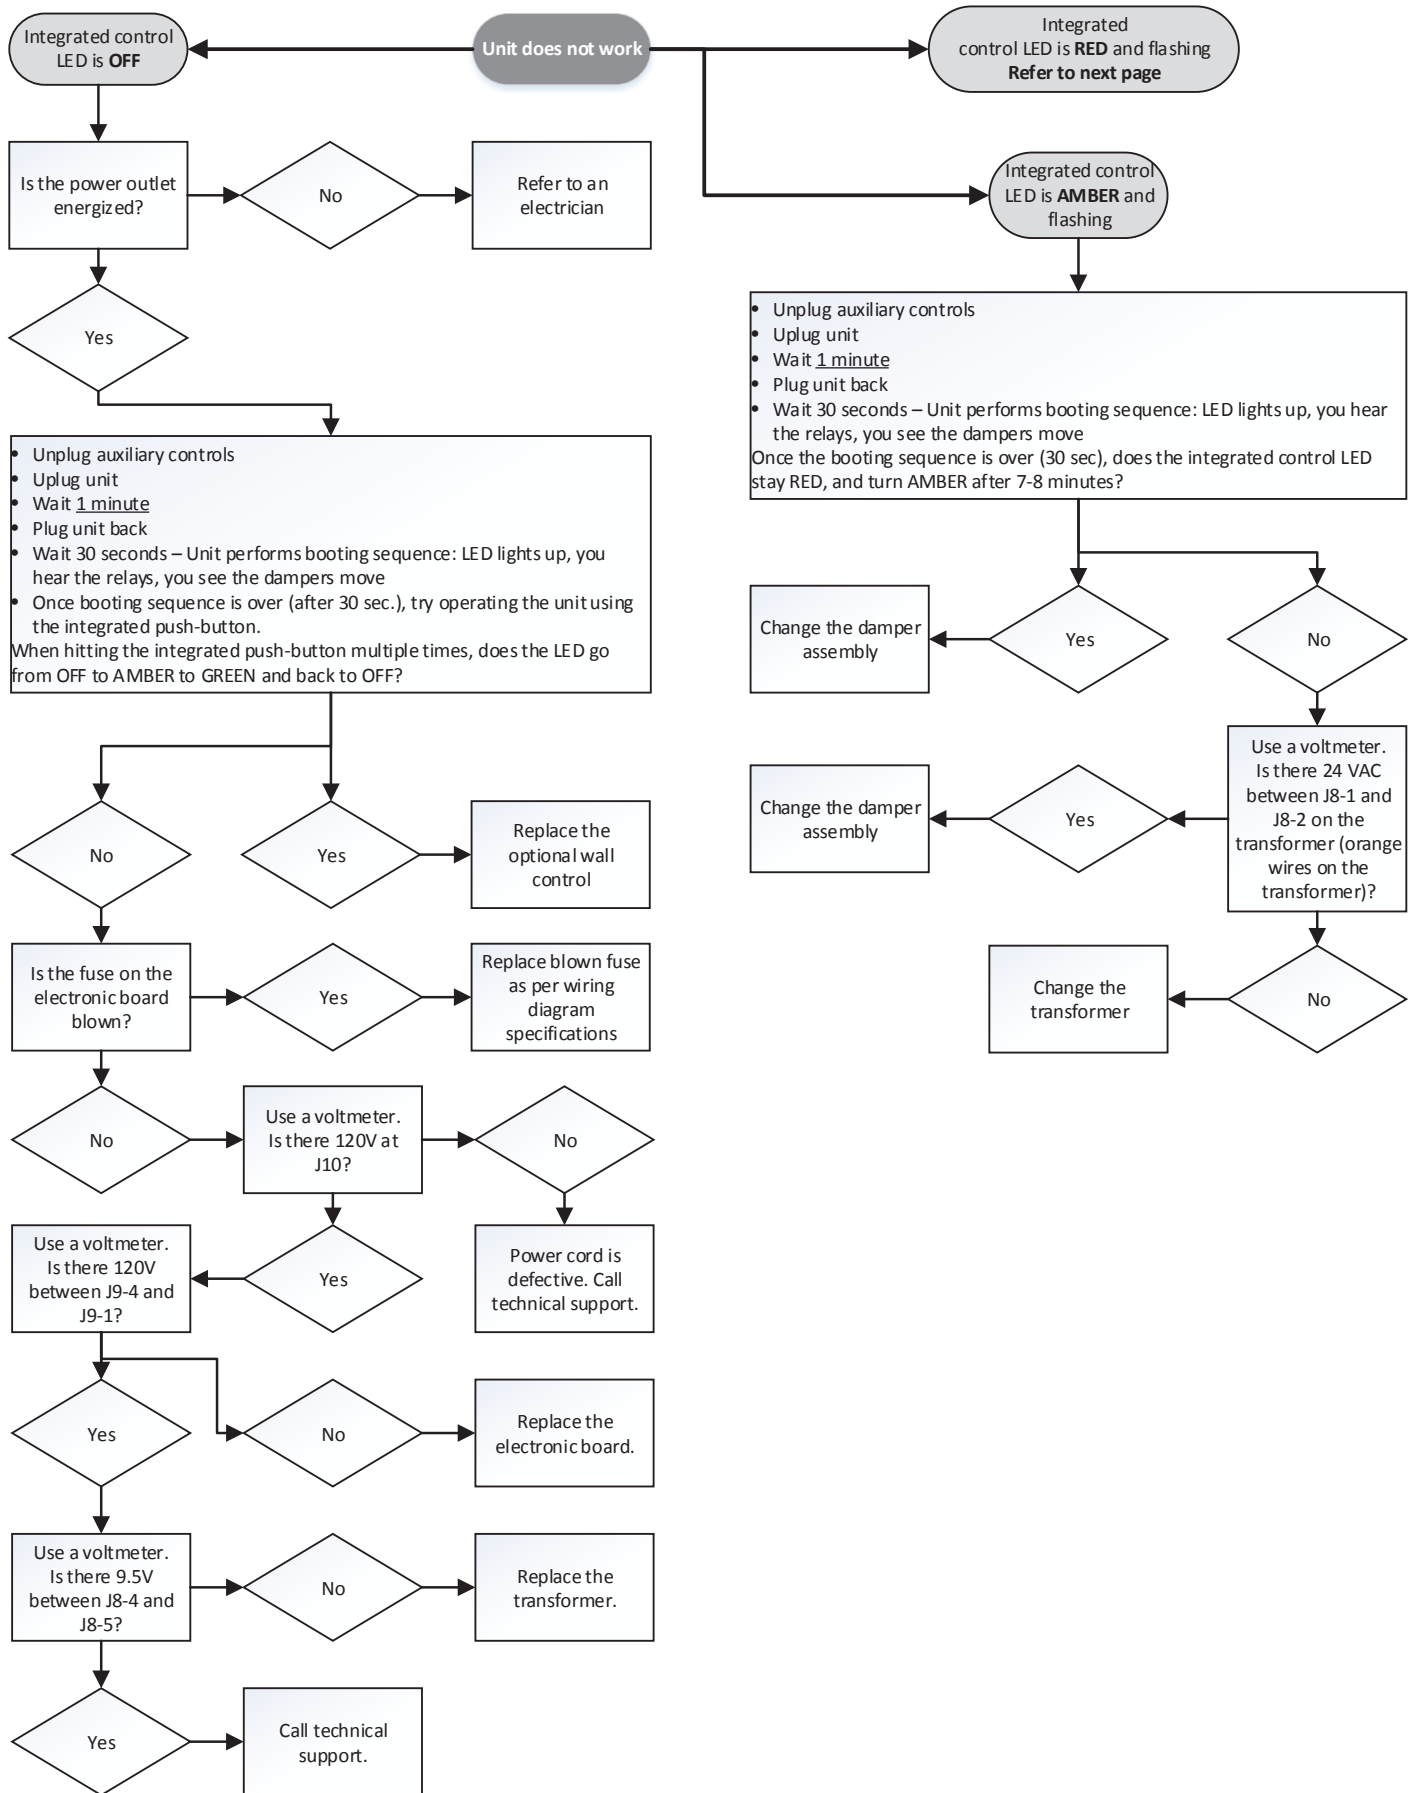 Unit does not work
Integrated control
LED is OFF
Is the power outlet
energized?
No
Refer to an
electrician
Yes
• Unplug auxiliary controls
• Uplug unit
• Wait 1 minute
• Plug unit back
• Wait 30 seconds – Unit performs booting sequence: LED lights up, you
hear the relays, you see the dampers move
• Once booting sequence is over (after 30 sec.), try operating the unit using
the integrated push-button.
When hitting the integrated push-button multiple times, does the LED go
from OFF to AMBER to GREEN and back to OFF?
No
Yes
Replace the
optional wall
control
Is the fuse on the
electronic board
blown?
Yes
Replace blown fuse
as per wiring
diagram
specifications
No
Use a voltmeter.
Is there 120V at
J10?
No
Power cord is
defective. Call
technical support.
Yes
Use a voltmeter.
Is there 120V
between J9-4 and
J9-1?
Yes
No
Replace the
electronic board.
Use a voltmeter.
Is there 9.5V
between J8-4 and
J8-5?
No
Replace the
transformer.
Yes
Call technical
support.
Integrated
control LED is RED and flashing
Refer to next page
Integrated control
LED is AMBER and
flashing
• Unplug auxiliary controls
• Uplug unit
• Wait 1 minute
• Plug unit back
• Wait 30 seconds – Unit performs booting sequence: LED lights up, you hear
the relays, you see the dampers move
Once the booting sequence is over (30 sec), does the integrated control LED
stay RED, and turn AMBER after 7-8 minutes?
Yes
Change the damper
assembly
No
Use a voltmeter.
Is there 24 VAC
between J8-1 and
J8-2 on the
transformer (orange
wires on the
transformer)?
Yes
Change the damper
assembly
No
Change the
transformer